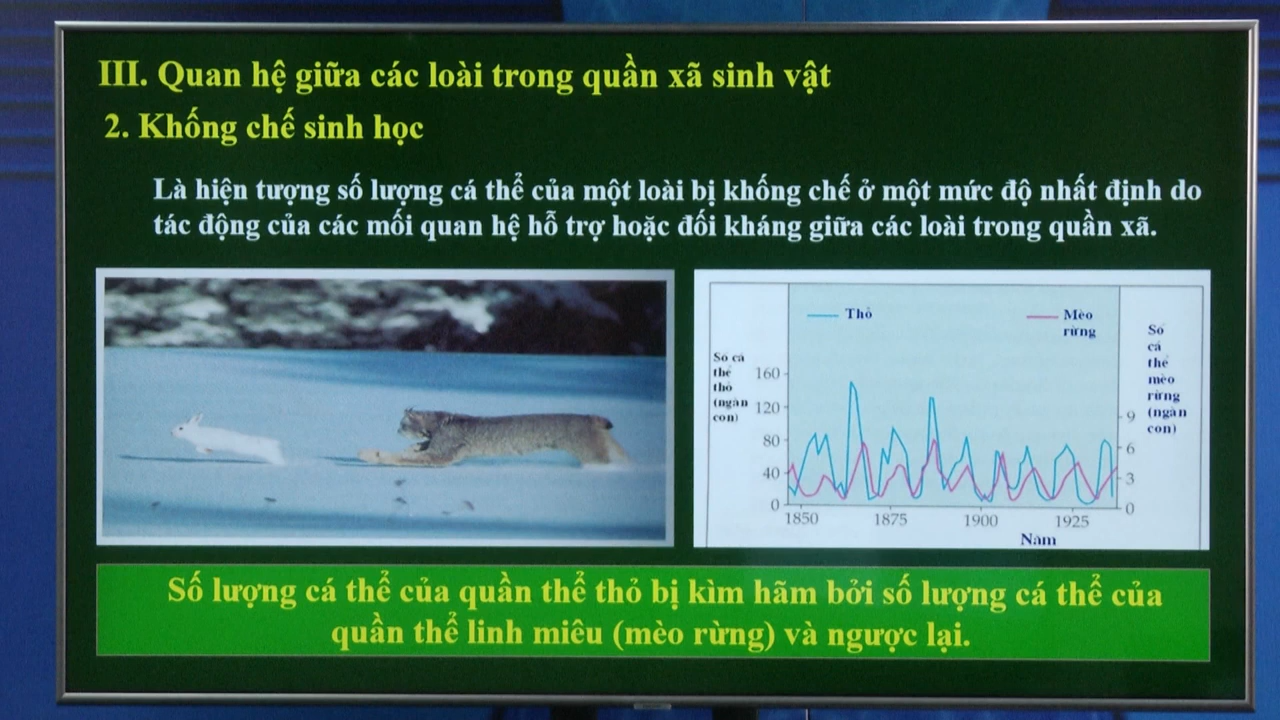 III. Quan hệ giữa các loài trong quần xã sinh vật
2. Khống chế sinh học
Là hiện tượng số lượng cá thể của một loài bị khống chế ở một mức độ nhất định do
tác động của các mối quan hệ hỗ trợ hoặc đối kháng giữa các loài trong quần xã.
Thỏ
Mèo
rừng
Số cá
thể
thỏ
(ngàn
con)
160
120
80
40
0
Số
cá
thể
mèo
rừng
(ngàn
con)
9
6
3
0
1850
1875
1900
1925
Năm
Số lượng cá thể của quần thể thỏ bị kìm hãm bởi số lượng cá thể của
quần thể linh miêu (mèo rừng) và ngược lại.